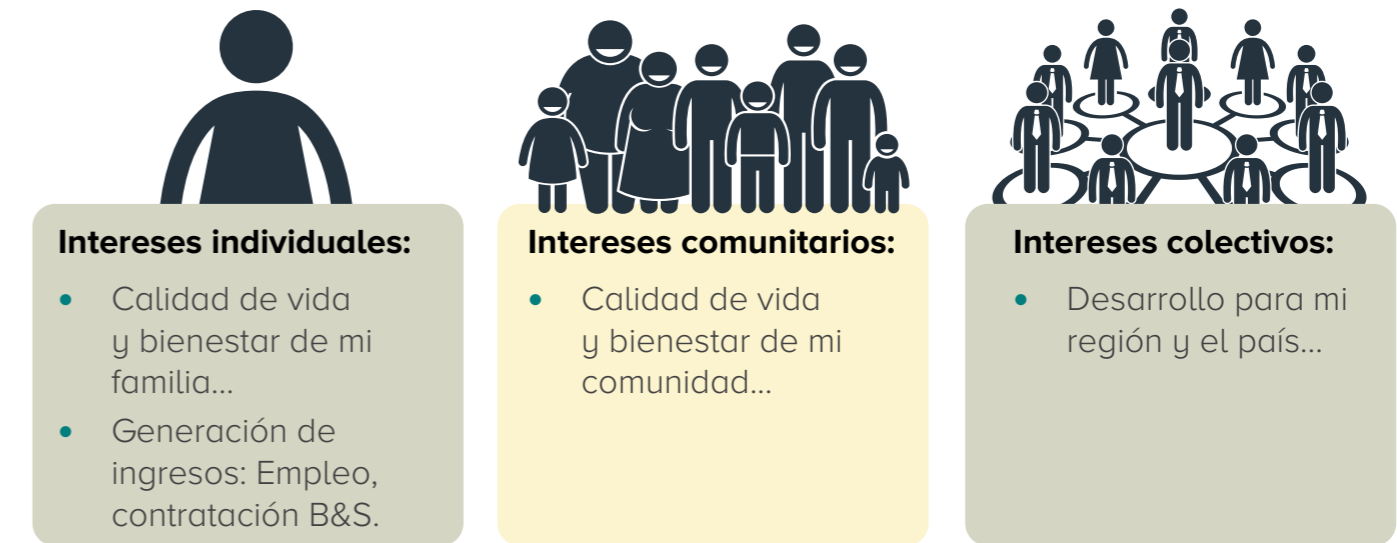 Intereses individuales:
• Calidad de vida
y bienestar de mi
familia...
• Generación de
ingresos: Empleo,
contratación B&S.
Intereses comunitarios:
• Calidad de vida
y bienestar de mi
comunidad...
Intereses colectivos:
• Desarrollo para mi
región y el país...